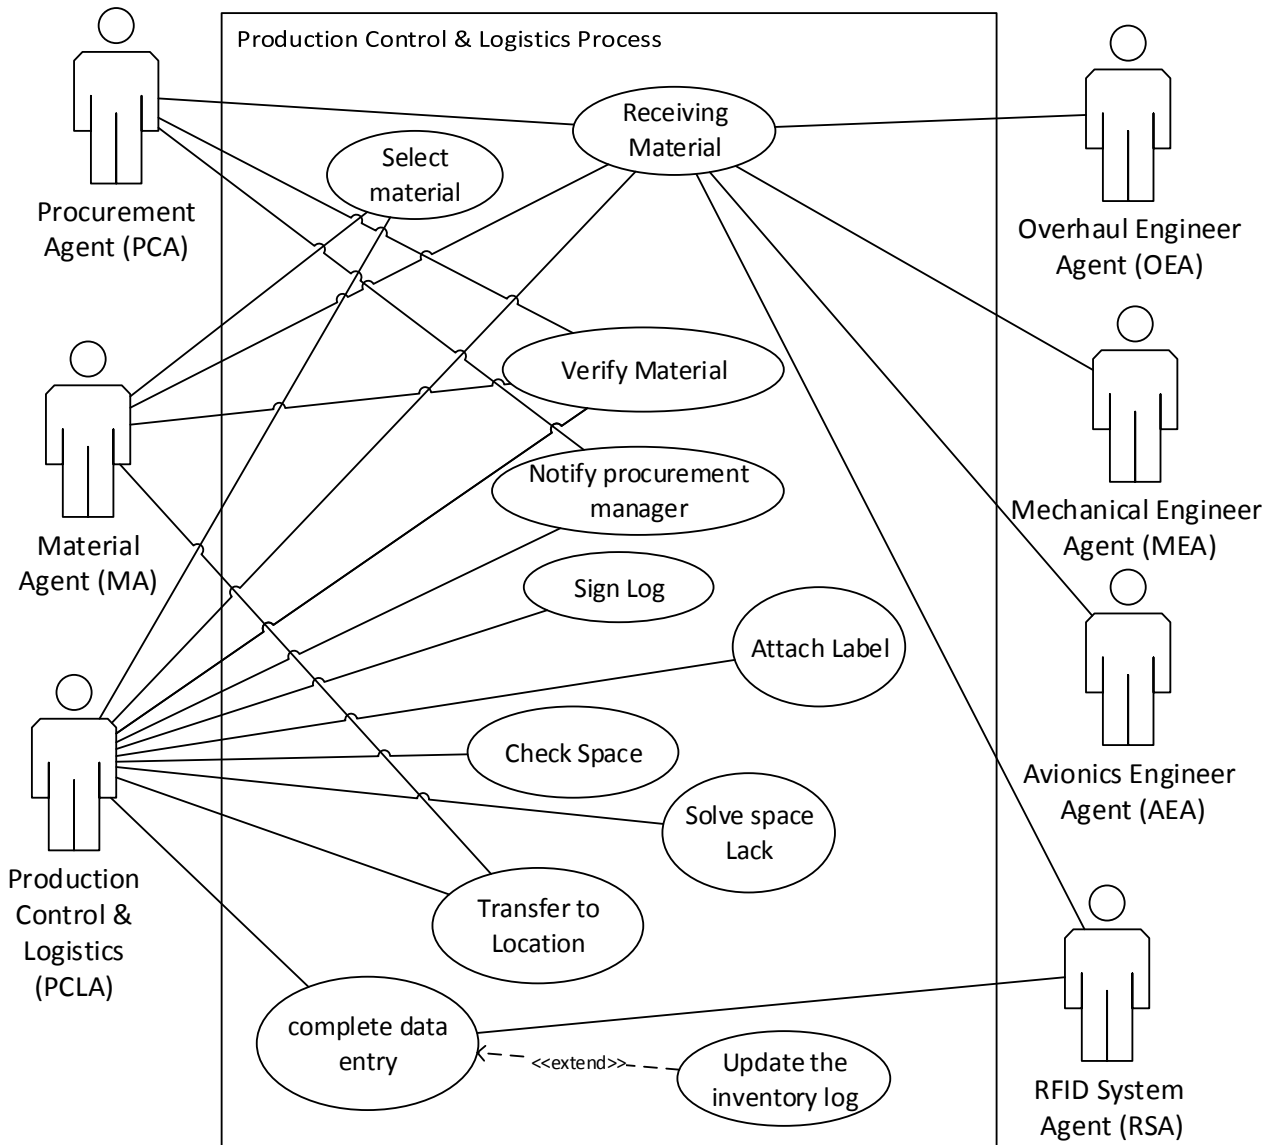 Production Control & Logistics Process
Receiving
Material
Select
material
Procurement
Agent (PCA)
Overhaul Engineer
Agent (OEA)
Verify Material
Notify procurement
manager
Mechanical Engineer
Agent (MEA)
Material
Agent (MA)
Sign Log
Attach Label
Check Space
Avionics Engineer
Agent (AEA)
Solve space
Lack
Production
Control &
Logistics
(PCLA)
Transfer to
Location
complete data
entry
<<extend>>
Update the
inventory log
RFID System
Agent (RSA)